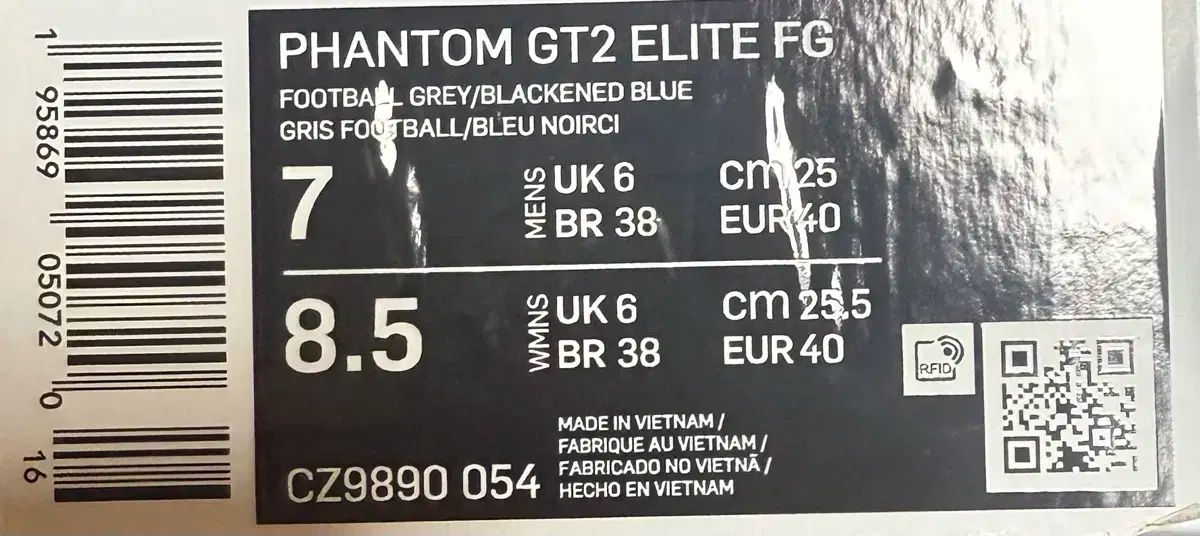 1 95869 05072 0 16
PHANTOM GT2 ELITE FG
FOOTBALL GREY/BLACKENED BLUE
GRIS FOOTBALL/BLEU NOIRCI
7
MENS
UK 6
cm 25
BR 38
EUR 40
8.5
WMNS
UK 6
cm 25.5
BR 38
EUR 40
RFID
CZ9890 054
MADE IN VIETNAM /
FABRIQUE AU VIETNAM /
FABRICADO NO VIETNÃ /
HECHO EN VIETNAM